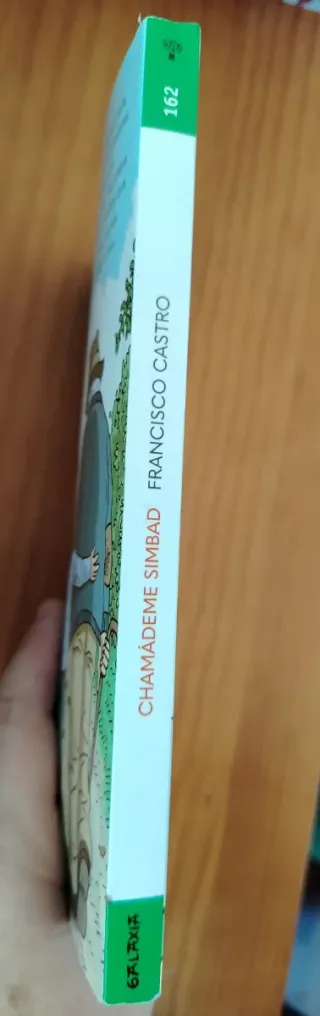 162
CHAMÁDEME SIMBAD FRANCISCO CASTRO
GALAXIA